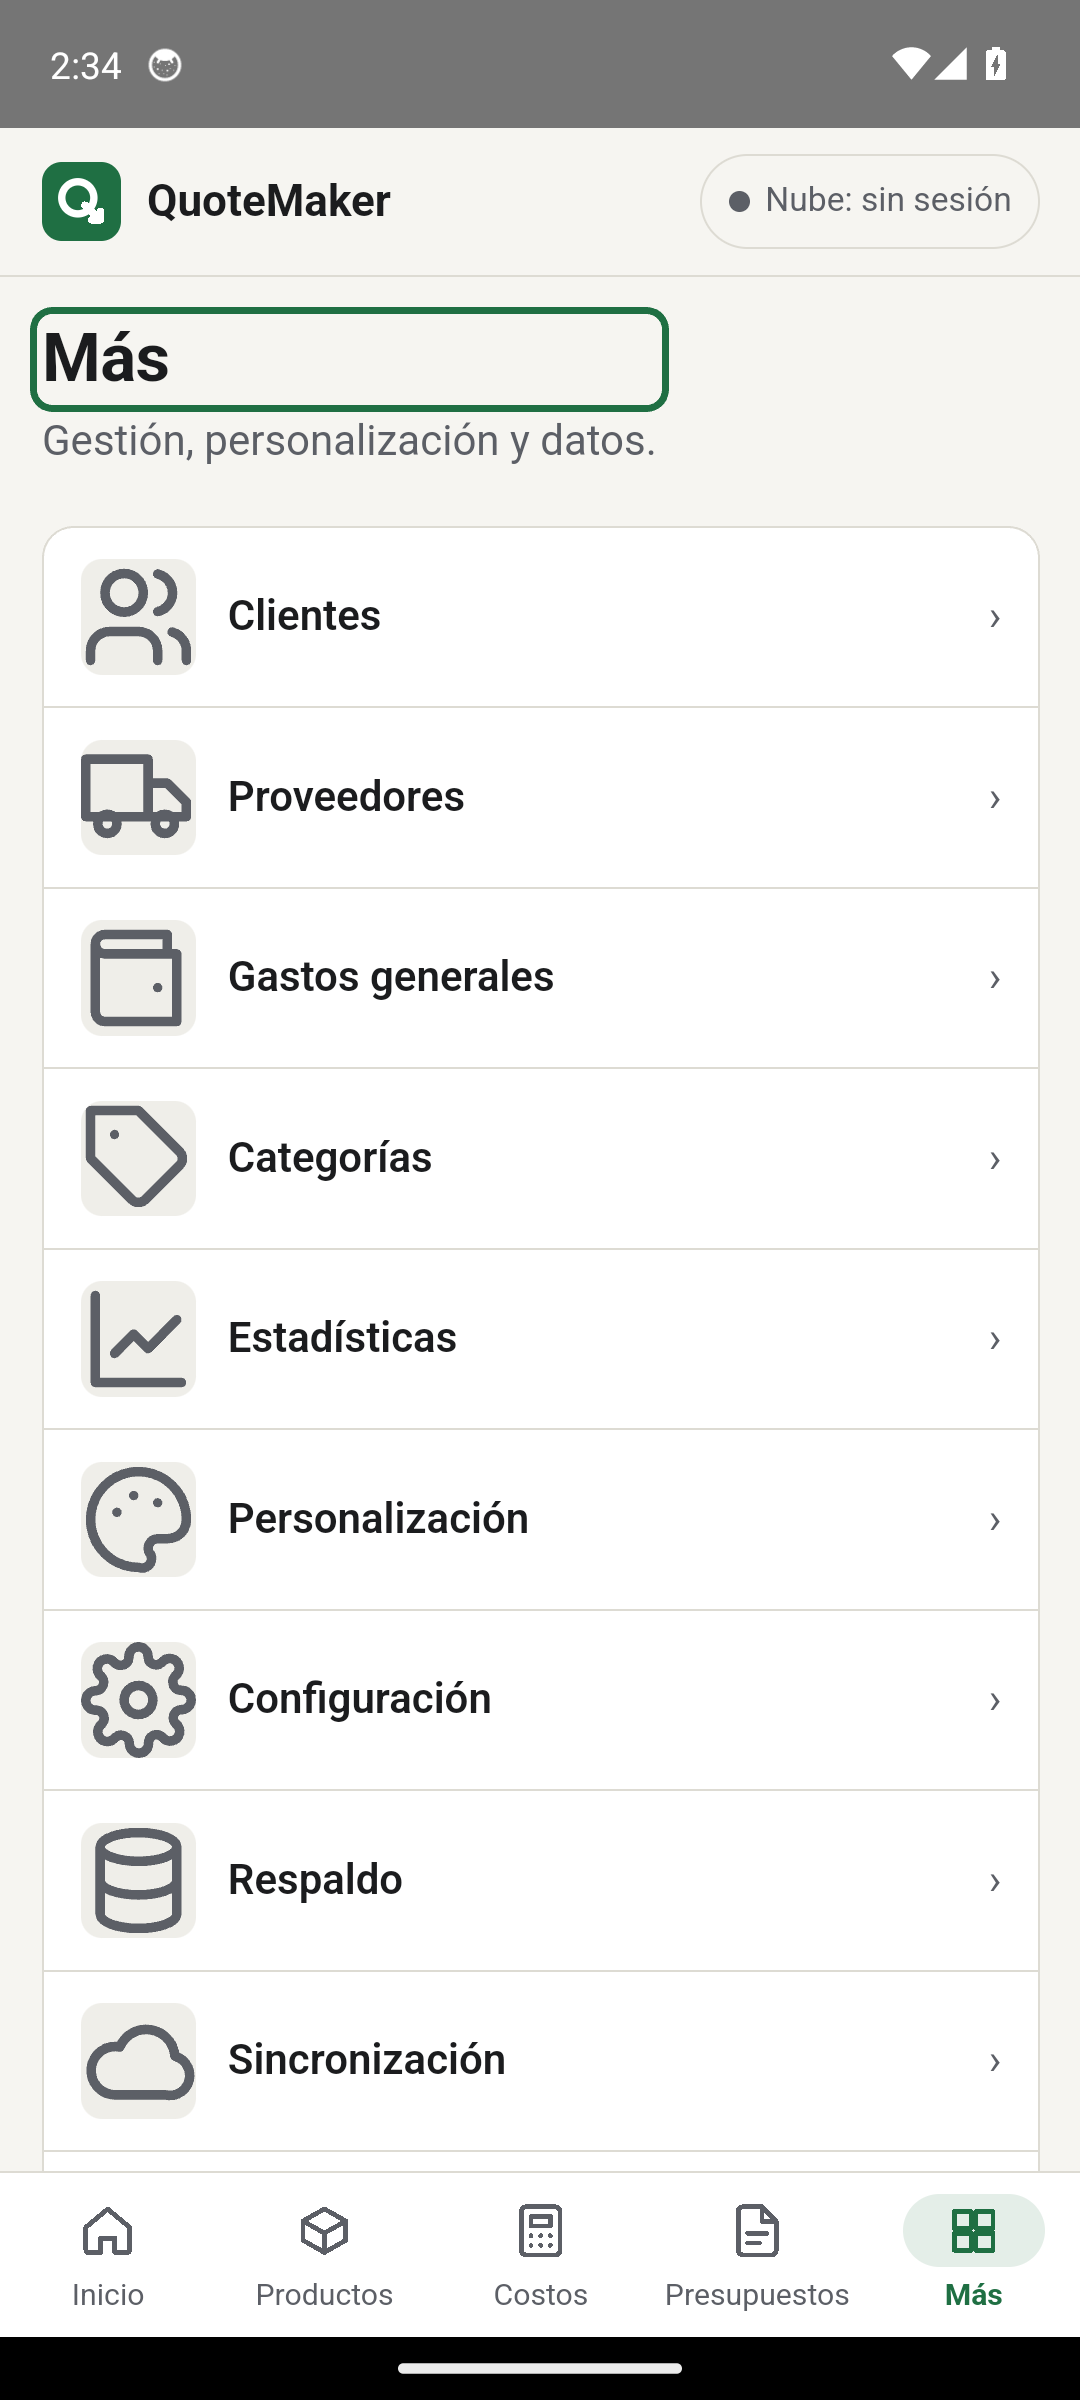 2:34
QuoteMaker
Nube: sin sesión
Más
Gestión, personalización y datos.
Clientes
Proveedores
Gastos generales
Categorías
Estadísticas
Personalización
Configuración
Respaldo
Sincronización
Inicio
Productos
Costos
Presupuestos
Más